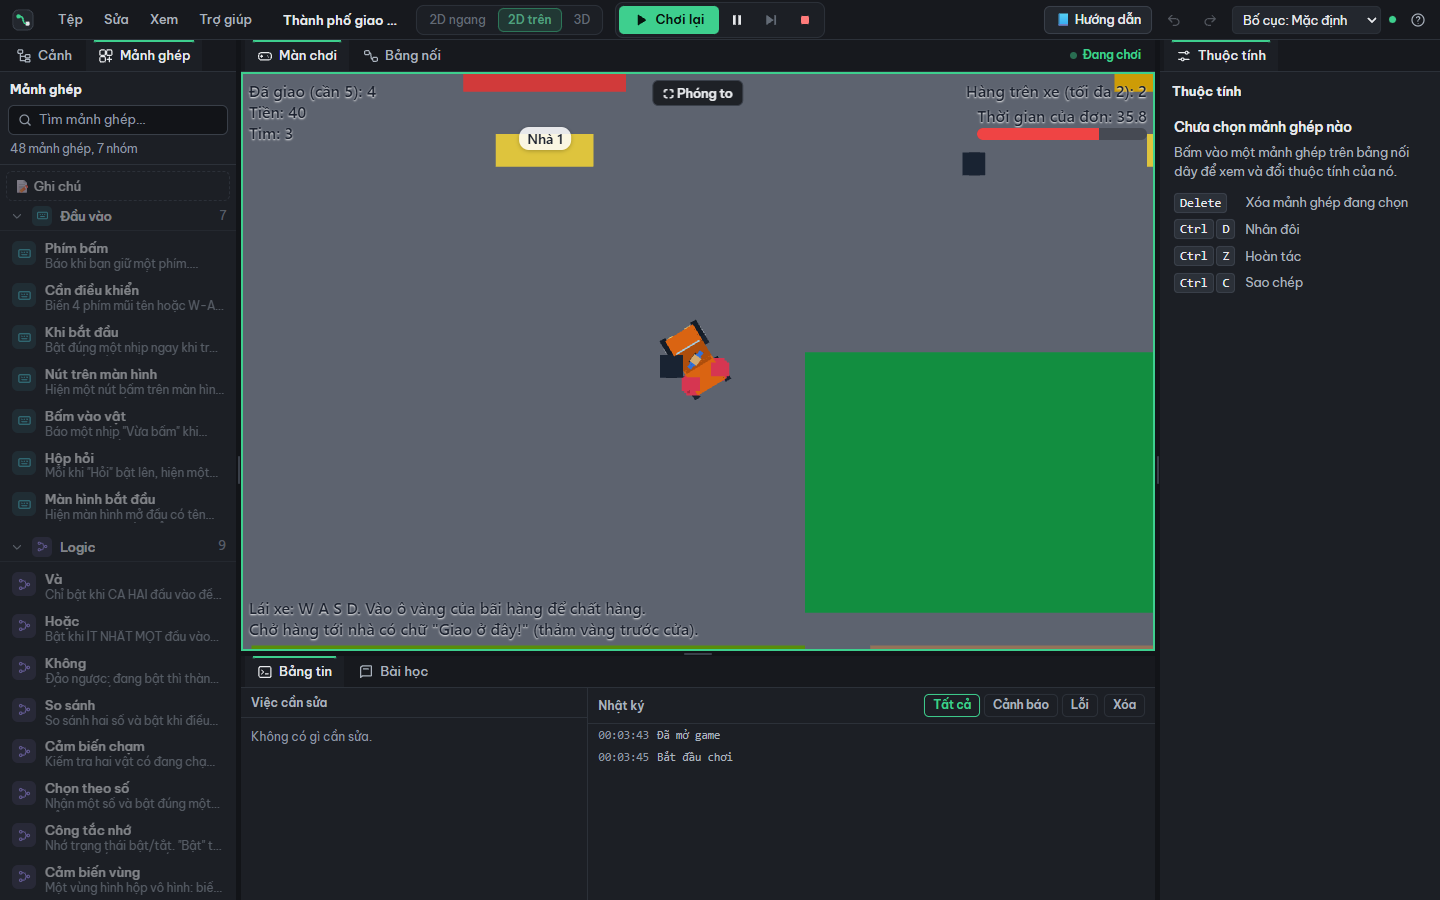 Tệp Sửa Xem Trợ giúp Thành phố giao ... 2D ngang 2D trên 3D Chơi lại Hướng dẫn Bố cục: Mặc định
Cảnh Mảnh ghép
Mảnh ghép
Tìm mảnh ghép...
48 mảnh ghép, 7 nhóm
Ghi chú
Đầu vào 7
Phím bấm
Báo khi bạn giữ một phím....
Cần điều khiển
Biến 4 phím mũi tên hoặc W-A...
Khi bắt đầu
Bật đúng một nhịp ngay khi tr...
Nút trên màn hình
Hiện một nút bấm trên màn hìn...
Bấm vào vật
Báo một nhịp "Vừa bấm" khi...
Hộp hỏi
Mỗi khi "Hỏi" bật lên, hiện một...
Màn hình bắt đầu
Hiện màn hình mở đầu có tên...
Logic 9
Và
Chỉ bật khi CẢ HAI đầu vào đề...
Hoặc
Bật khi ÍT NHẤT MỘT đầu vào...
Không
Đảo ngược: đang bật thì thàn...
So sánh
So sánh hai số và bật khi điều...
Cảm biến chạm
Kiểm tra hai vật có đang chạ...
Chọn theo số
Nhận một số và bật đúng một...
Công tắc nhớ
Nhớ trạng thái bật/tắt. "Bật" t...
Cảm biến vùng
Một vùng hình hộp vô hình: biế...
Màn chơi Bảng nối Đang chơi
Đã giao (cần 5): 4
Tiền: 40
Tim: 3
Phóng to
Hàng trên xe (tối đa 2): 2
Thời gian của đơn: 35.8
Nhà 1
Lái xe: W A S D. Vào ô vàng của bãi hàng để chất hàng.
Chở hàng tới nhà có chữ "Giao ở đây!" (thảm vàng trước cửa).
Bảng tin Bài học
Việc cần sửa
Không có gì cần sửa.
Nhật ký Tất cả Cảnh báo Lỗi Xóa
00:03:43 Đã mở game
00:03:45 Bắt đầu chơi
Thuộc tính
Thuộc tính
Chưa chọn mảnh ghép nào
Bấm vào một mảnh ghép trên bảng nối
dây để xem và đổi thuộc tính của nó.
Delete Xóa mảnh ghép đang chọn
Ctrl D Nhân đôi
Ctrl Z Hoàn tác
Ctrl C Sao chép